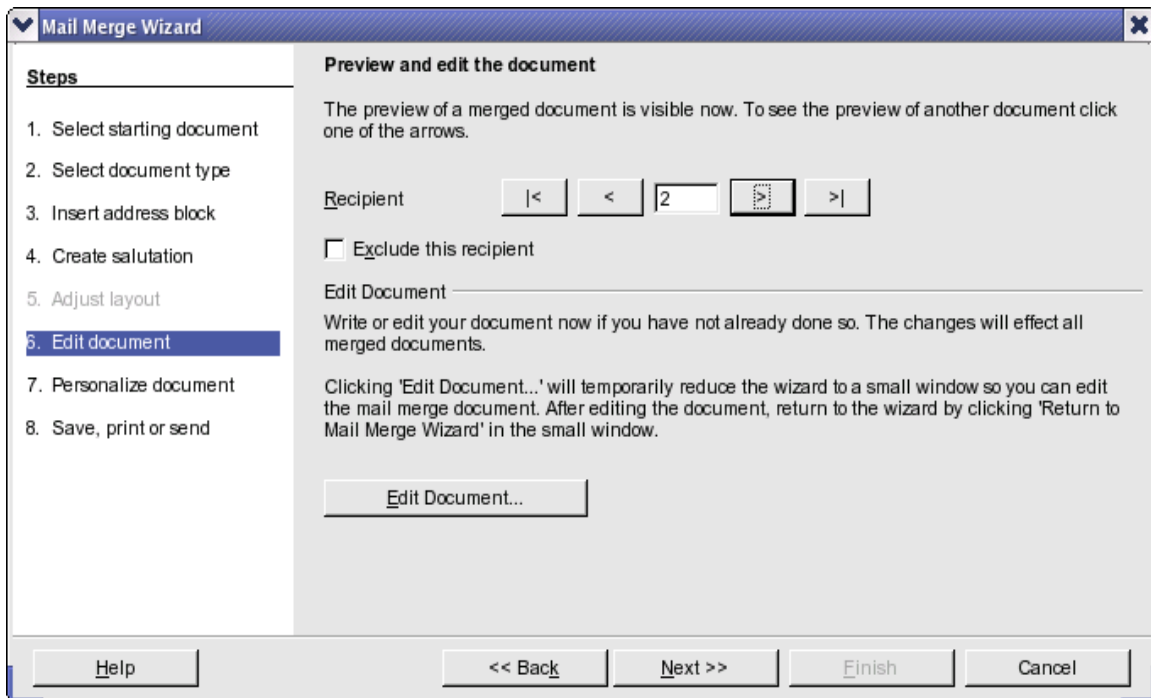 Mail Merge Wizard
Steps
1. Select starting document
2. Select document type
3. Insert address block
4. Create salutation
5. Adjust layout
6. Edit document
7. Personalize document
8. Save, print or send
Preview and edit the document
The preview of a merged document is visible now. To see the preview of another document click
one of the arrows.
Recipient |< < 2 > >|
Exclude this recipient
Edit Document
Write or edit your document now if you have not already done so. The changes will effect all
merged documents.
Clicking 'Edit Document...' will temporarily reduce the wizard to a small window so you can edit
the mail merge document. After editing the document, return to the wizard by clicking 'Return to
Mail Merge Wizard' in the small window.
Edit Document...
Help << Back Next >> Finish Cancel